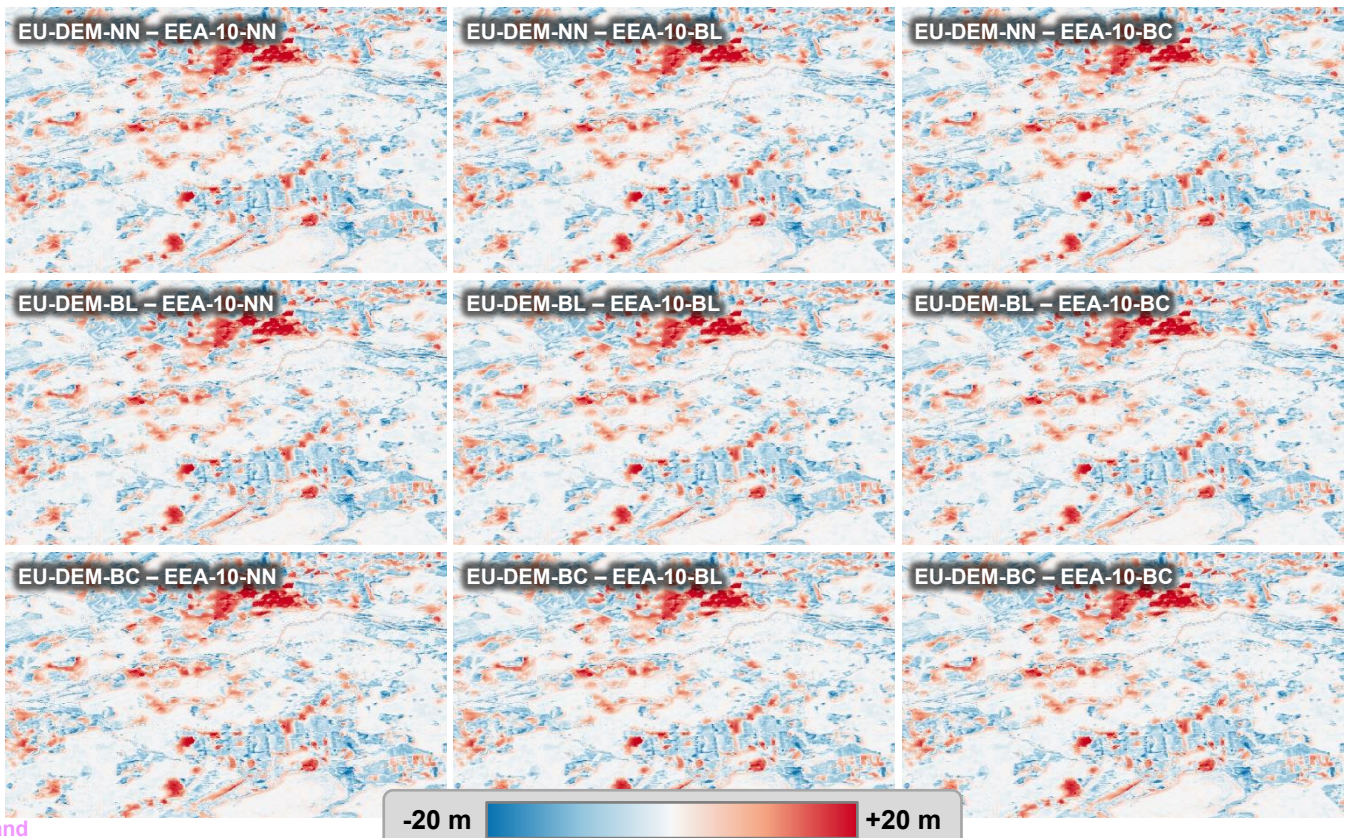 EU-DEM-NN – EEA-10-NN
EU-DEM-NN – EEA-10-BL
EU-DEM-NN – EEA-10-BC
EU-DEM-BL – EEA-10-NN
EU-DEM-BL – EEA-10-BL
EU-DEM-BL – EEA-10-BC
EU-DEM-BC – EEA-10-NN
EU-DEM-BC – EEA-10-BL
EU-DEM-BC – EEA-10-BC
-20 m +20 m
and